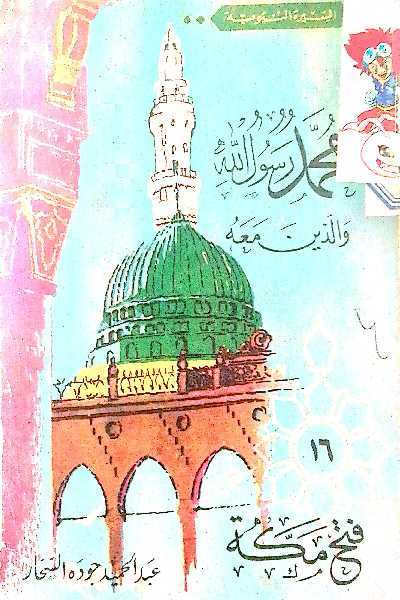 السيرة النبوية
محمد رسول الله
والذين معه
١٦
فتح مكة
عبد الحميد جوده السحار